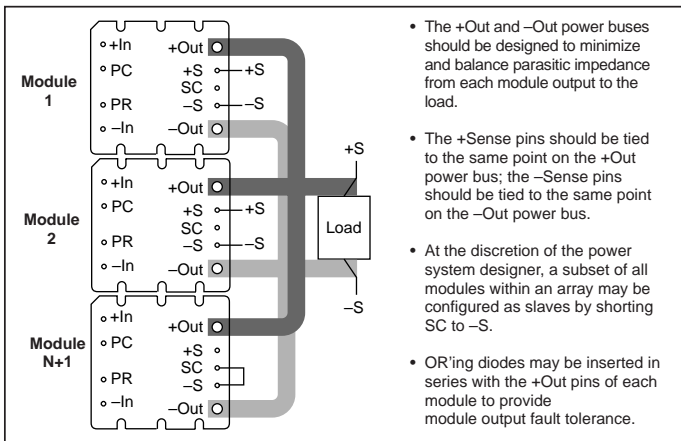 +In
+Out
PC
+S
+S
SC
PR
–S
–S
–In
–Out
Module
1
+In
+Out
PC
+S
+S
SC
PR
–S
–S
–In
–Out
Module
2
+In
+Out
PC
+S
SC
PR
–S
–In
–Out
Module
N+1
+S
Load
–S
• The +Out and –Out power buses
should be designed to minimize
and balance parasitic impedance
from each module output to the
load.
• The +Sense pins should be tied
to the same point on the +Out
power bus; the –Sense pins
should be tied to the same point
on the –Out power bus.
• At the discretion of the power
system designer, a subset of all
modules within an array may be
configured as slaves by shorting
SC to –S.
• OR'ing diodes may be inserted in
series with the +Out pins of each
module to provide
module output fault tolerance.